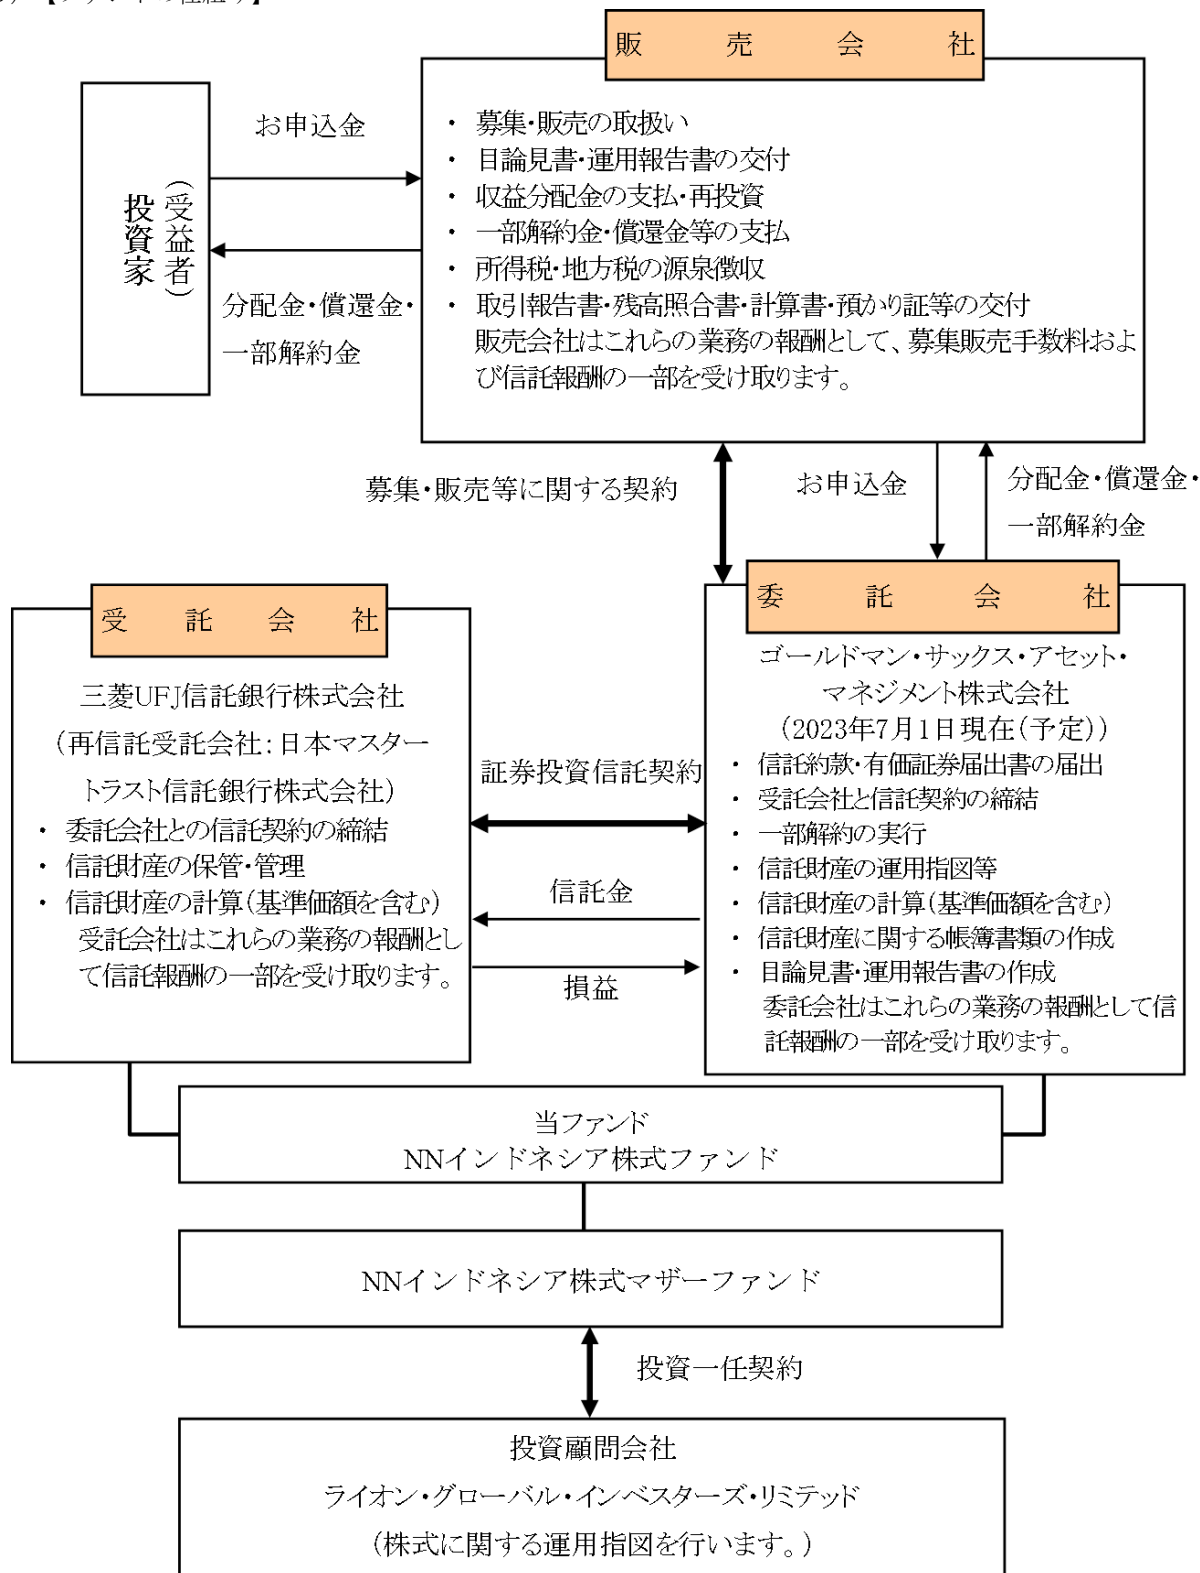 販売会社
お申込金
投資家
（受益者）
分配金・償還金・
一部解約金
・ 募集・販売の取扱い
・ 目論見書・運用報告書の交付
・ 収益分配金の支払・再投資
・ 一部解約金・償還金等の支払
・ 所得税・地方税の源泉徴収
・ 取引報告書・残高照合書・計算書・預かり証等の交付
販売会社はこれらの業務の報酬として、募集販売手数料およ
び信託報酬の一部を受け取ります。
募集・販売等に関する契約
お申込金
分配金・償還金・
一部解約金
受託会社
三菱UFJ信託銀行株式会社
（再信託受託会社：日本マスター
トラスト信託銀行株式会社）
・ 委託会社との信託契約の締結
・ 信託財産の保管・管理
・ 信託財産の計算（基準価額を含む）
受託会社はこれらの業務の報酬とし
て信託報酬の一部を受け取ります。
証券投資信託契約
信託金
損益
委託会社
ゴールドマン・サックス・アセット・
マネジメント株式会社
（2023年7月1日現在（予定））
・ 信託約款・有価証券届出書の届出
・ 受託会社と信託契約の締結
・ 一部解約の実行
・ 信託財産の運用指図等
・ 信託財産の計算（基準価額を含む）
・ 信託財産に関する帳簿書類の作成
・ 目論見書・運用報告書の作成
委託会社はこれらの業務の報酬として信
託報酬の一部を受け取ります。
当ファンド
NNインドネシア株式ファンド
NNインドネシア株式マザーファンド
投資一任契約
投資顧問会社
ライオン・グローバル・インベスターズ・リミテッド
（株式に関する運用指図を行います。）